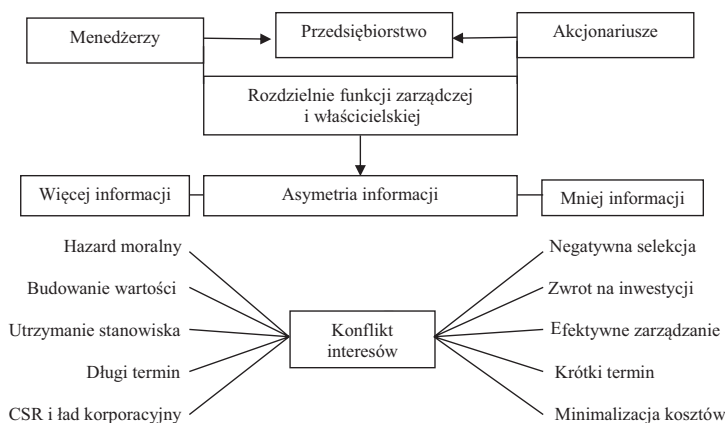 Menedżerzy
Przedsiębiorstwo
Akcjonariusze
Rozdzielnie funkcji zarządczej
i właścicielskiej
Więcej informacji
Asymetria informacji
Mniej informacji
Hazard moralny
Negatywna selekcja
Budowanie wartości
Zwrot na inwestycji
Utrzymanie stanowiska
Konflikt
interesów
Efektywne zarządzanie
Długi termin
Krótki termin
CSR i ład korporacyjny
Minimalizacja kosztów